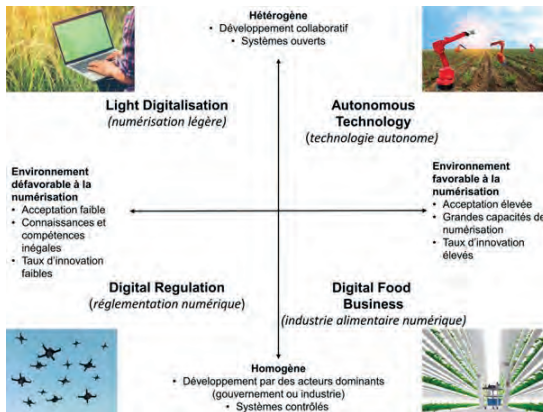 Hétérogène
• Développement collaboratif
• Systèmes ouverts
Light Digitalisation
(numérisation légère)
Autonomous
Technology
(technologie autonome)
Environnement
défavorable à la
numérisation
• Acceptation faible
• Connaissances et
compétences
inégales
• Taux d'innovation
faibles
Environnement
favorable à la
numérisation
• Acceptation élevée
• Grandes capacités de
numérisation
• Taux d'innovation
élevés
Digital Regulation
(réglementation numérique)
Digital Food
Business
(industrie alimentaire numérique)
Homogène
• Développement par des acteurs dominants
(gouvernement ou industrie)
• Systèmes contrôlés